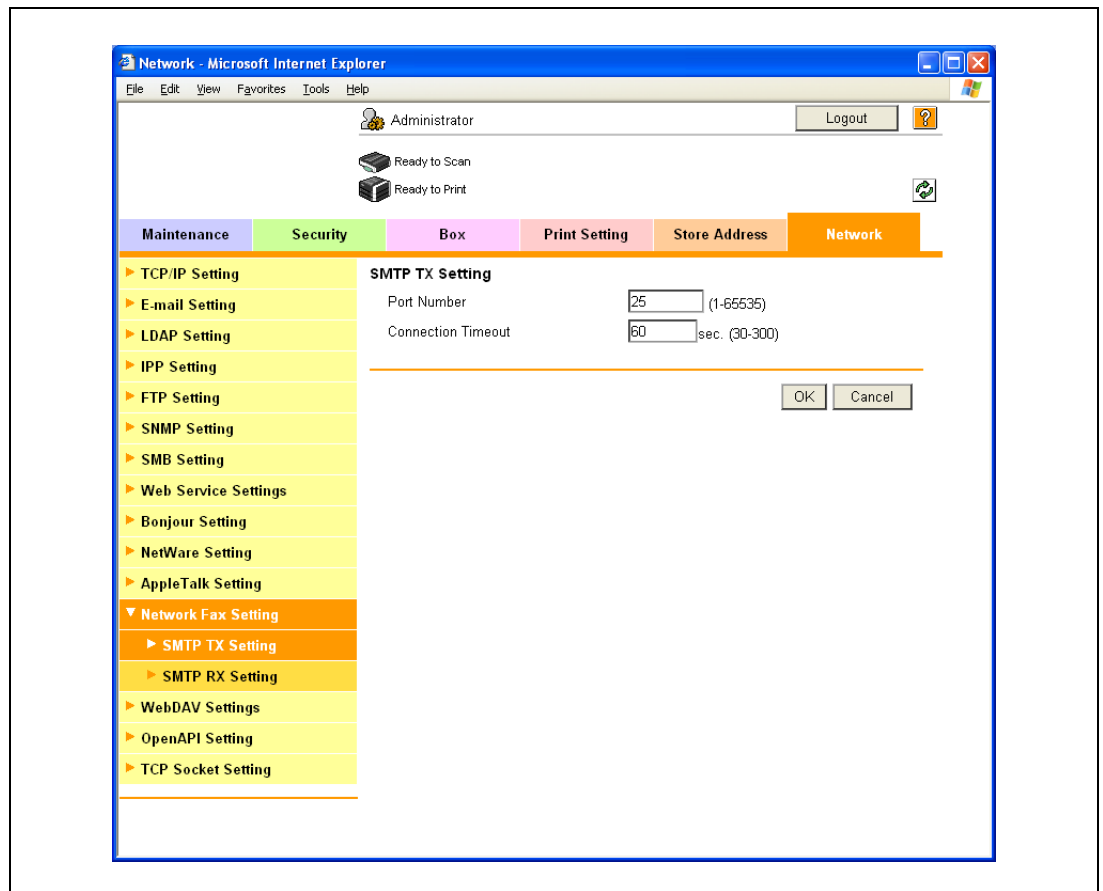 Network - Microsoft Internet Explorer
File Edit View Favorites Tools Help
Administrator
Logout
?
Ready to Scan
Ready to Print
Maintenance Security Box Print Setting Store Address Network
TCP/IP Setting
E-mail Setting
LDAP Setting
IPP Setting
FTP Setting
SNMP Setting
SMB Setting
Web Service Settings
Bonjour Setting
NetWare Setting
AppleTalk Setting
Network Fax Setting
SMTP TX Setting
SMTP RX Setting
WebDAV Settings
OpenAPI Setting
TCP Socket Setting
SMTP TX Setting
Port Number 25 (1-65535)
Connection Timeout 60 sec. (30-300)
OK Cancel